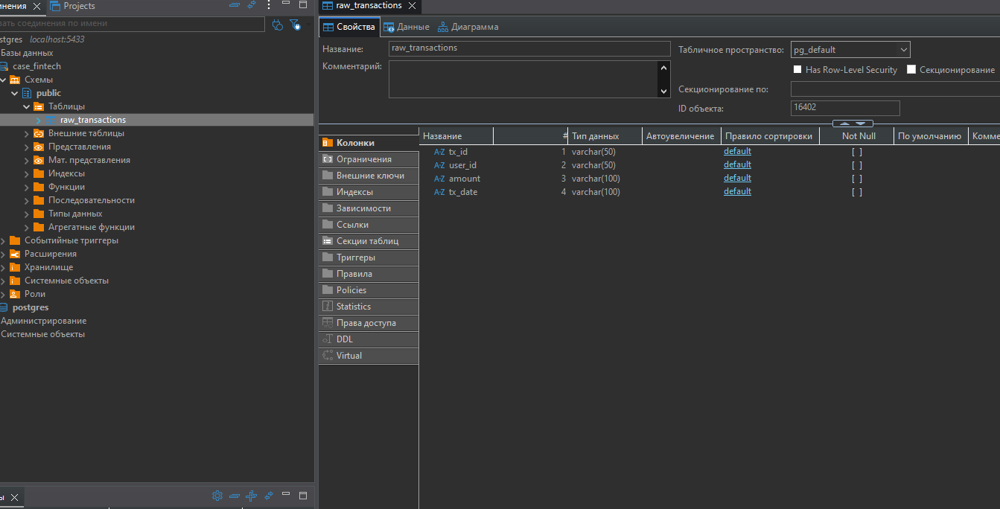 Projects
raw_transactions
вать соединения по имени
localhost:5433
Базы данных
case_fintech
Схемы
public
Таблицы
raw_transactions
Внешние таблицы
Представления
Мат. представления
Индексы
Функции
Последовательности
Типы данных
Агрегатные функции
Событийные триггеры
Расширения
Хранилище
Системные объекты
Роли
postgres
Администрирование
Системные объекты
Свойства
Данные
Диаграмма
Название:
raw_transactions
Комментарий:
Табличное пространство:
pg_default
Has Row-Level Security
Секционирование
Секционирование по:
ID объекта:
16402
Колонки
Ограничения
Внешние ключи
Индексы
Зависимости
Ссылки
Секции таблиц
Триггеры
Правила
Policies
Statistics
Права доступа
DDL
Virtual
Название # Тип данных Автоувеличение Правило сортировки Not Null По умолчанию Комме
A-Z tx_id 1 varchar(50) default [ ]
A-Z user_id 2 varchar(50) default [ ]
A-Z amount 3 varchar(100) default [ ]
A-Z tx_date 4 varchar(100) default [ ]